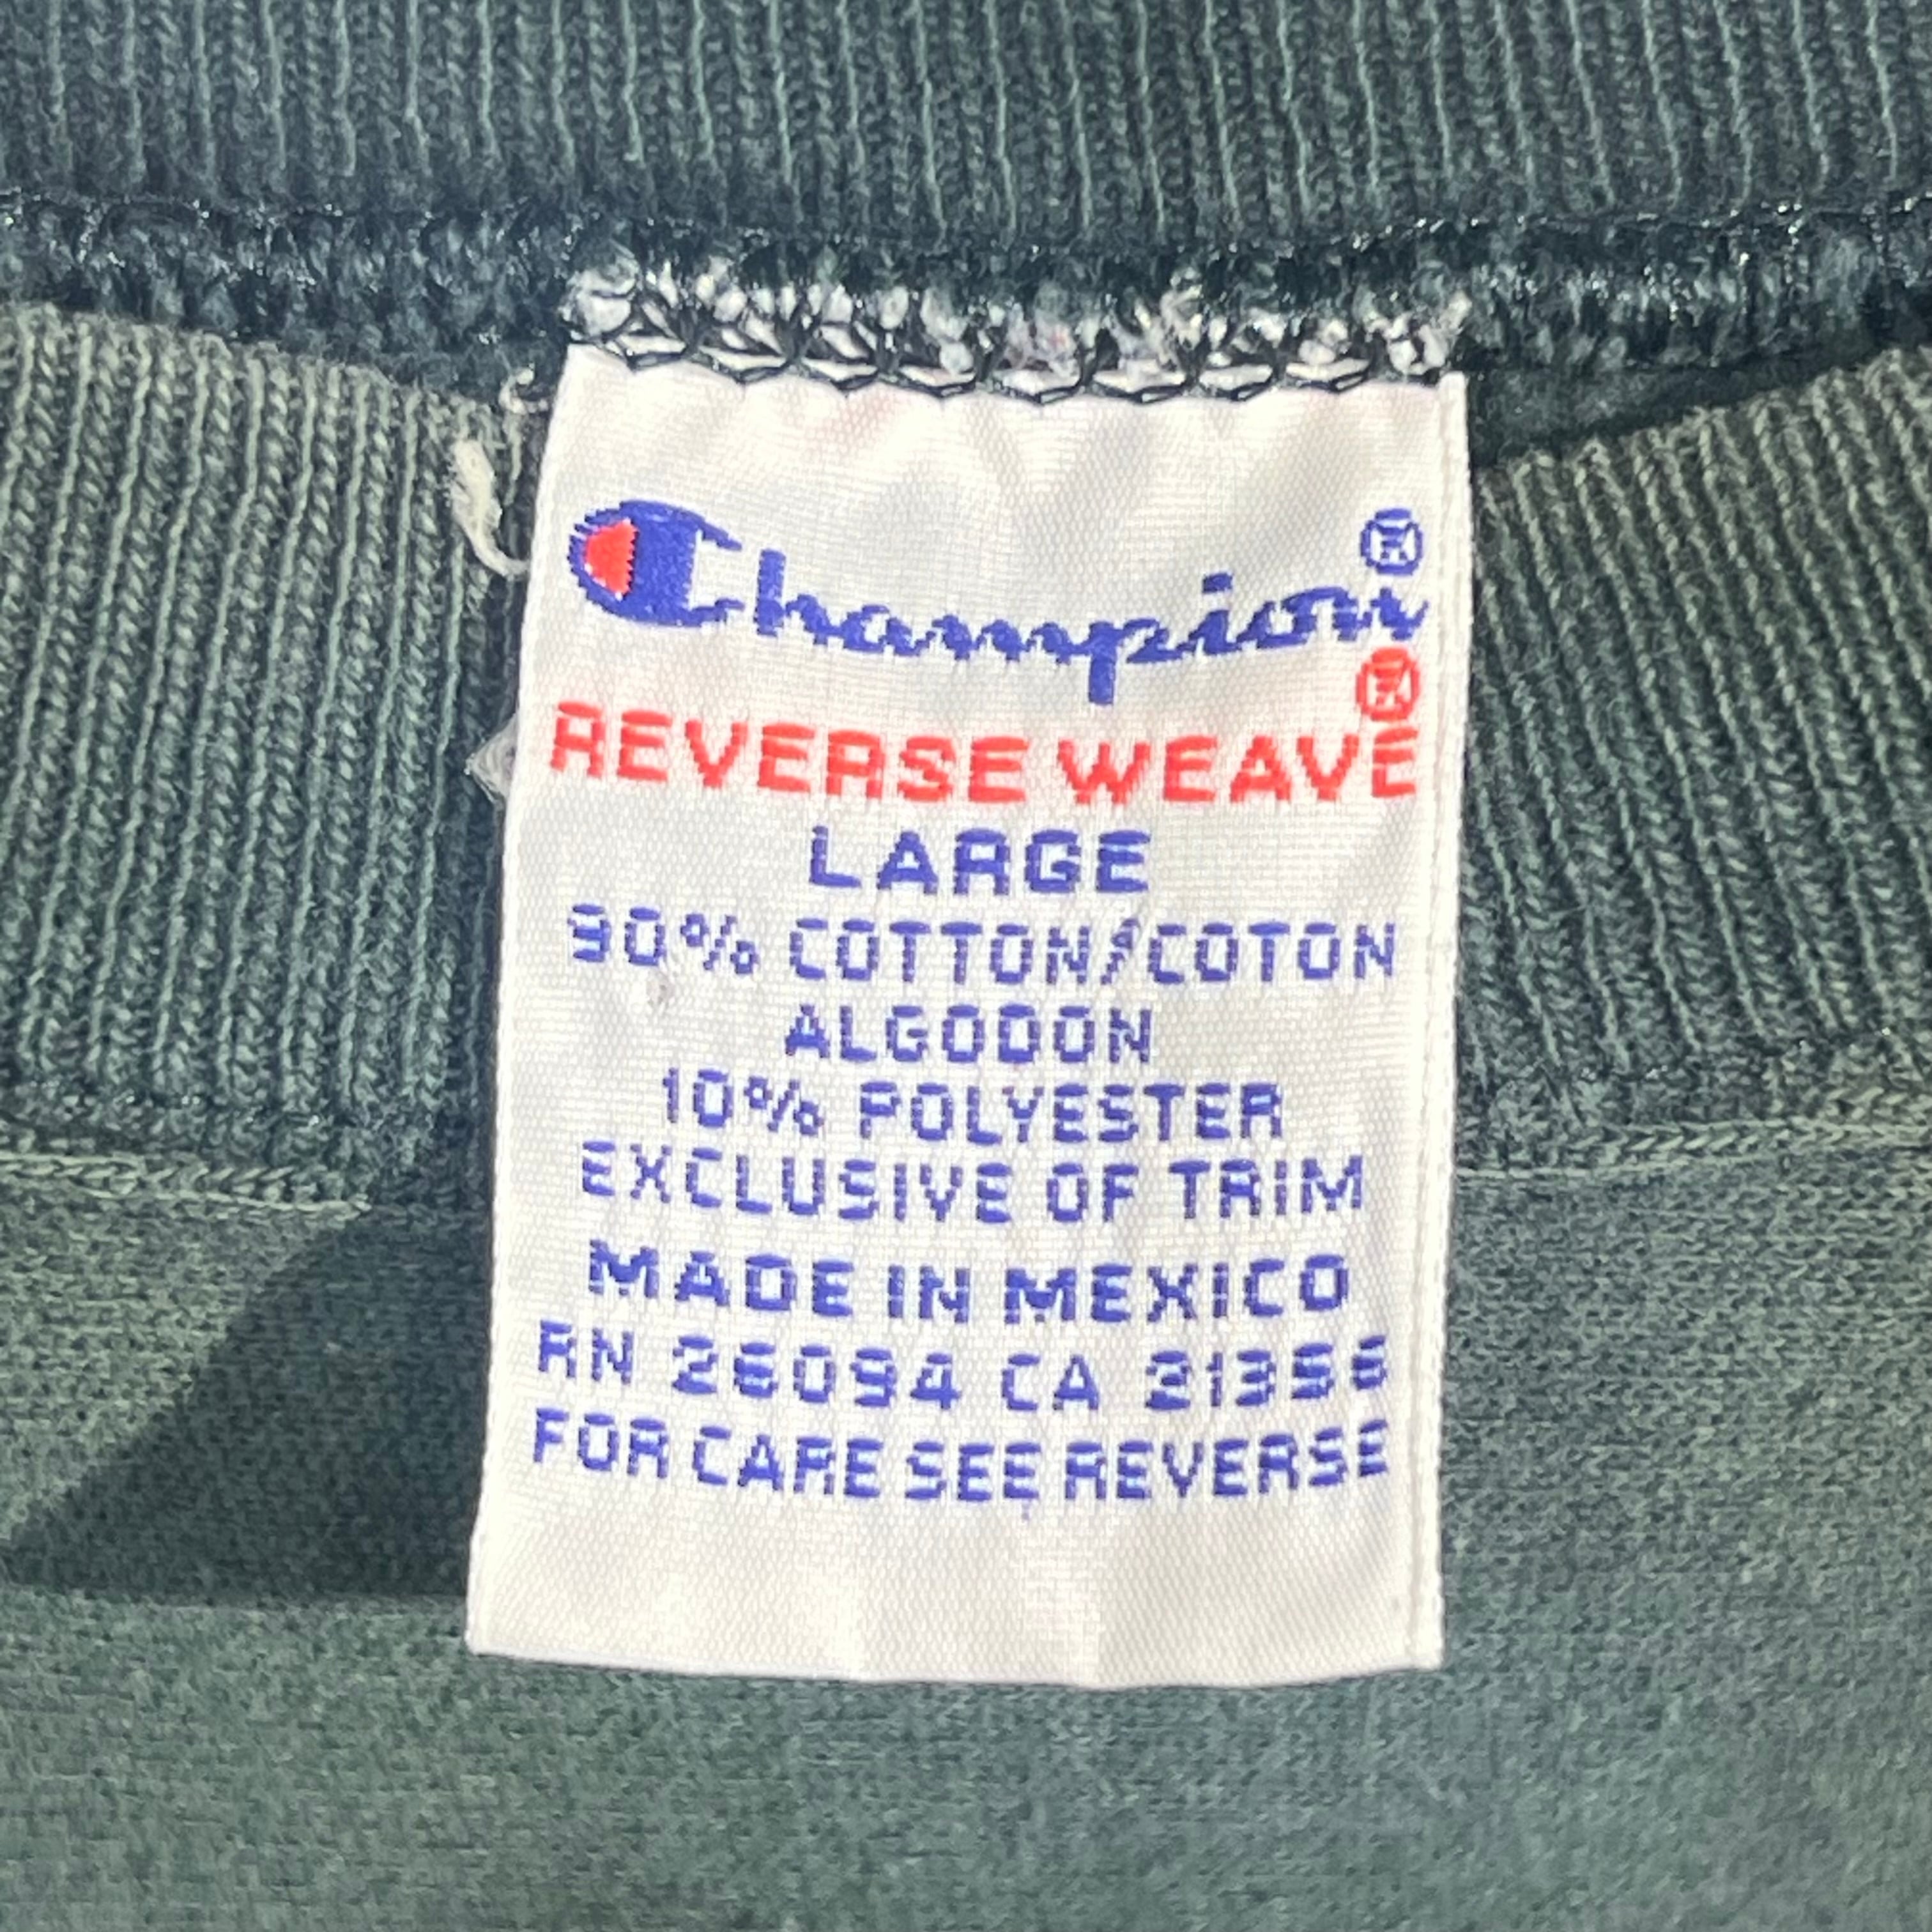 Champion®
REVERSE WEAVE®
LARGE
90% COTTON/COTON
ALGODON
10% POLYESTER
EXCLUSIVE OF TRIM
MADE IN MEXICO
RN 26094 CA 21356
FOR CARE SEE REVERSE